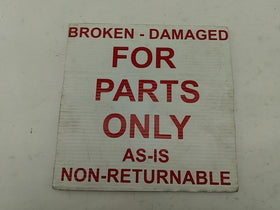 BROKEN - DAMAGED
FOR
PARTS
ONLY
AS-IS
NON-RETURNABLE